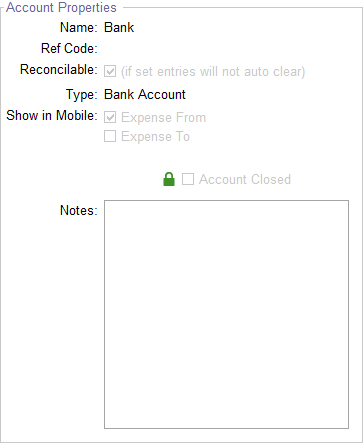 Account Properties
Name: Bank
Ref Code:
Reconcilable: (if set entries will not auto clear)
Type: Bank Account
Show in Mobile: Expense From
Expense To
Account Closed
Notes: